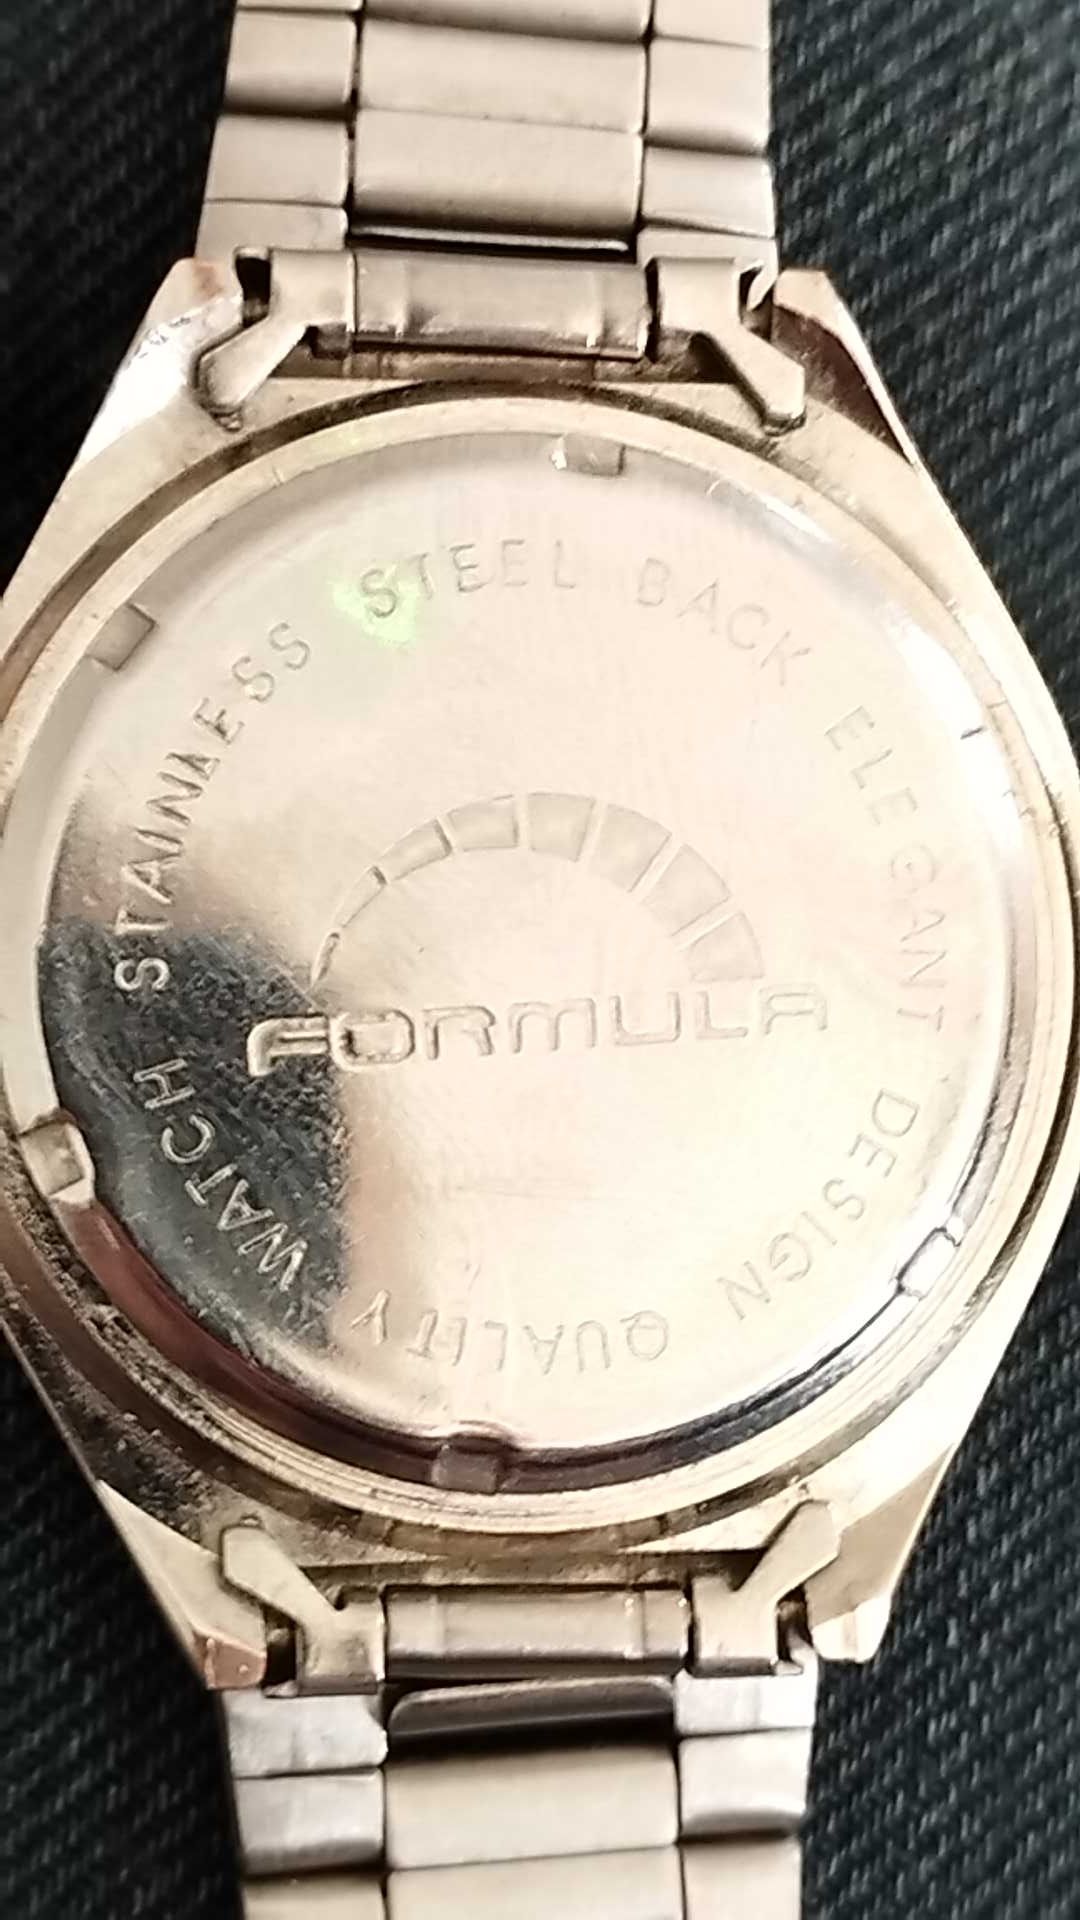 STAINLESS STEEL BACK ELEGANT DESIGN QUALITY WATCH
FORMULA